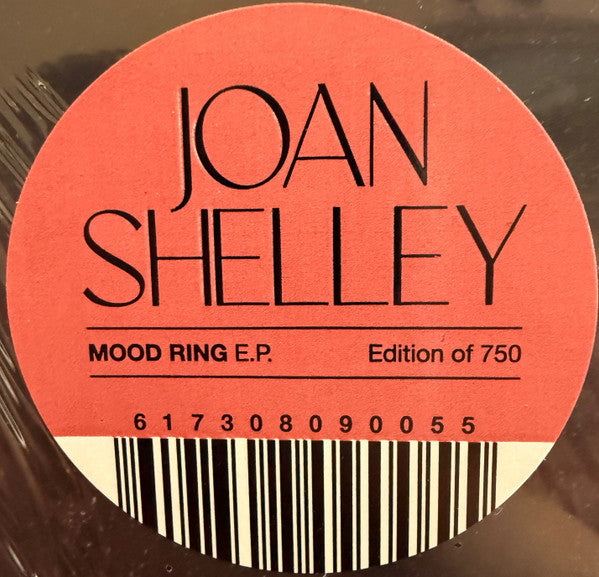 JOAN
SHELLEY
MOOD RING E.P. Edition of 750
617308090055